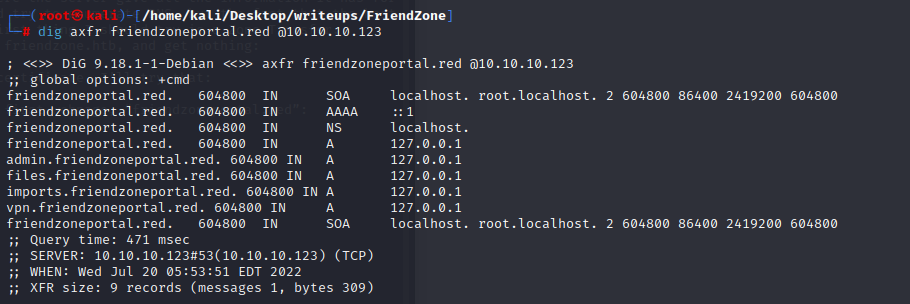 (root㉿kali)-[/home/kali/Desktop/writeups/FriendZone]
# dig axfr friendzoneportal.red @10.10.10.123
; <<>> DiG 9.18.1-1-Debian <<>> axfr friendzoneportal.red @10.10.10.123
;; global options: +cmd
friendzoneportal.red. 604800 IN SOA localhost. root.localhost. 2 604800 86400 2419200 604800
friendzoneportal.red. 604800 IN AAAA ::1
friendzoneportal.red. 604800 IN NS localhost.
friendzoneportal.red. 604800 IN A 127.0.0.1
admin.friendzoneportal.red. 604800 IN A 127.0.0.1
files.friendzoneportal.red. 604800 IN A 127.0.0.1
imports.friendzoneportal.red. 604800 IN A 127.0.0.1
vpn.friendzoneportal.red. 604800 IN A 127.0.0.1
friendzoneportal.red. 604800 IN SOA localhost. root.localhost. 2 604800 86400 2419200 604800
;; Query time: 471 msec
;; SERVER: 10.10.10.123#53(10.10.10.123) (TCP)
;; WHEN: Wed Jul 20 05:53:51 EDT 2022
;; XFR size: 9 records (messages 1, bytes 309)